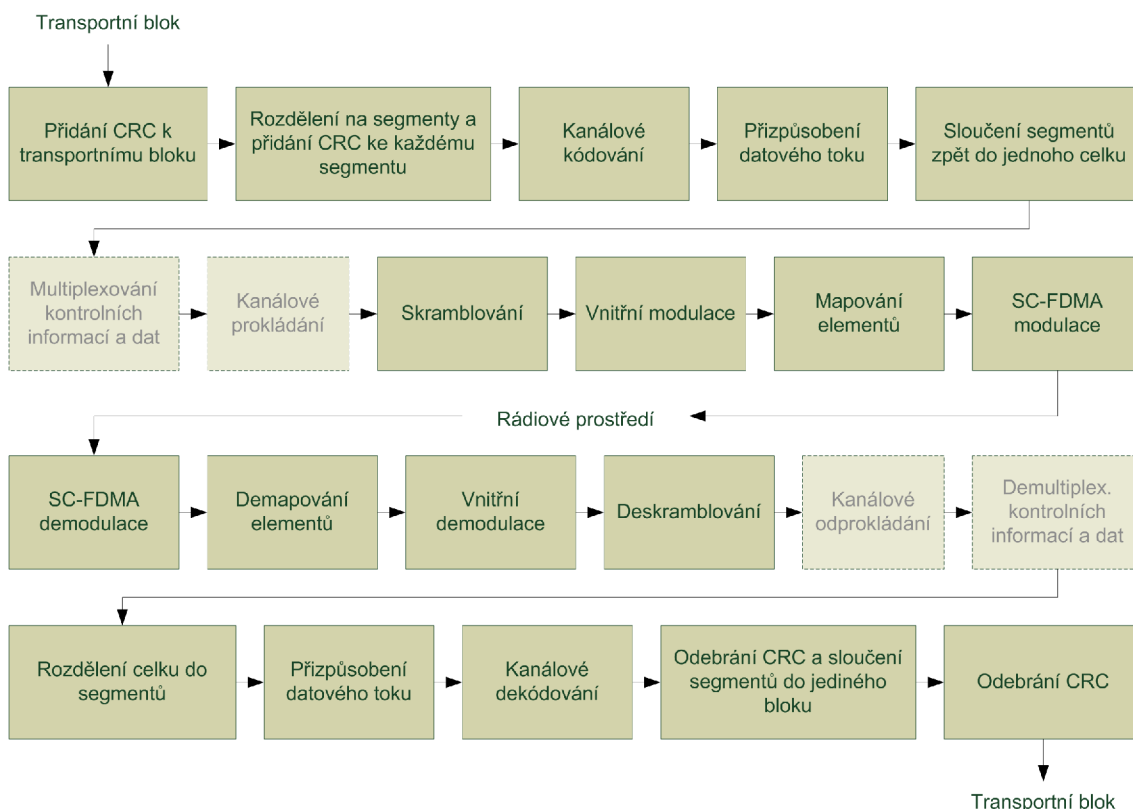 Transportní blok
Přidání CRC k
transportnímu bloku
Rozdělení na segmenty a
přidání CRC ke každému
segmentu
Kanálové
kódování
Přizpůsobení
datového toku
Sloučení segmentů
zpět do jednoho celku
Multiplexování
kontrolních
informací a dat
Kanálové
prokládání
Skramblování
Vnitřní modulace
Mapování
elementů
SC-FDMA
modulace
Rádiové prostředí
SC-FDMA
demodulace
Demapování
elementů
Vnitřní
demodulace
Deskramblování
Kanálové
odprokládání
Demultiplex.
kontrolních
informací a dat
Rozdělení celku do
segmentů
Přizpůsobení
datového toku
Kanálové
dekódování
Odebrání CRC a sloučení
segmentů do jediného
bloku
Odebrání CRC
Transportní blok